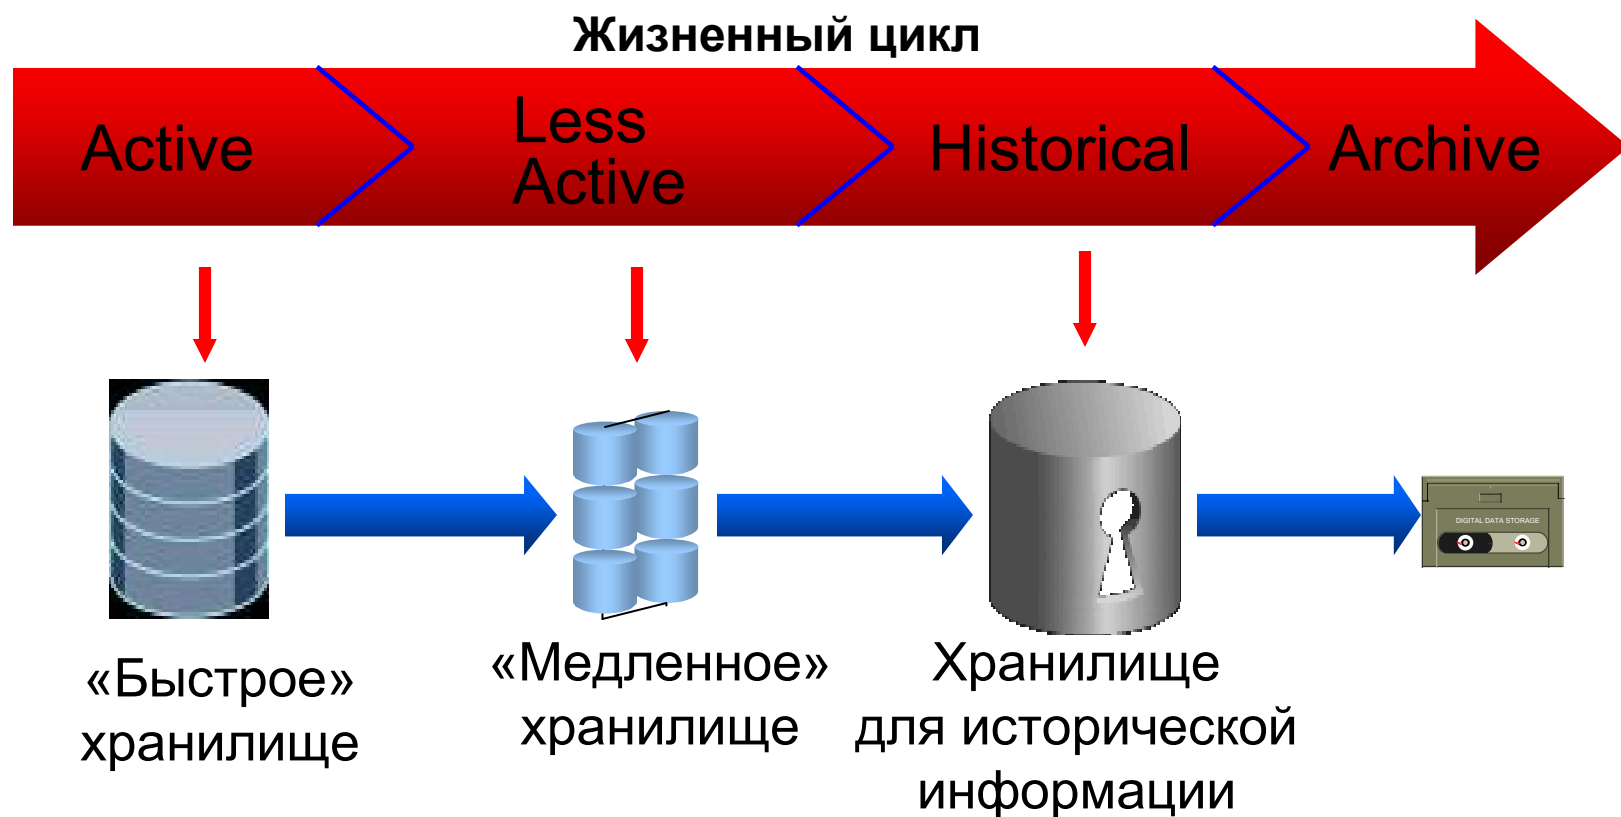 Жизненный цикл
Active
Less
Active
Historical
Archive
DIGITAL DATA STORAGE
«Быстрое»
хранилище
«Медленное»
хранилище
Хранилище
для исторической
информации